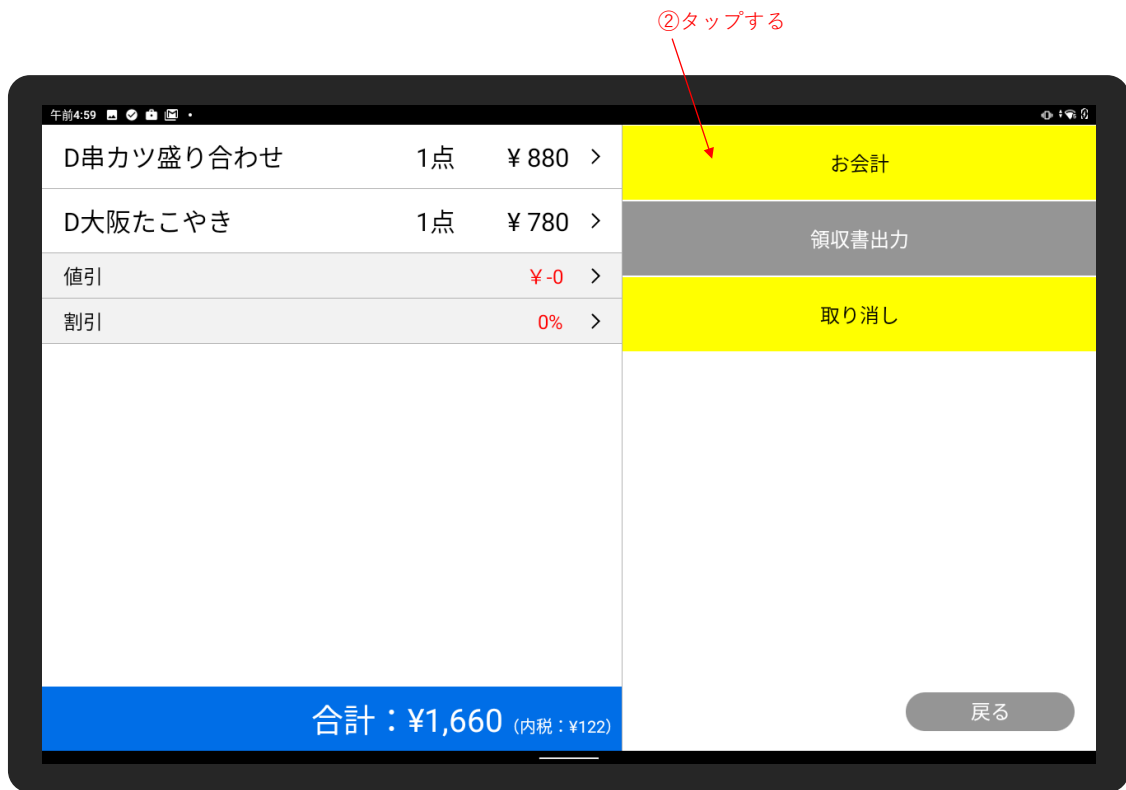 ②タップする
午前4:59
D串カツ盛り合わせ 1点 ¥ 880
D大阪たこやき 1点 ¥ 780
値引 ¥ -0
割引 0%
合計：¥1,660 (内税：¥122)
お会計
領収書出力
取り消し
戻る